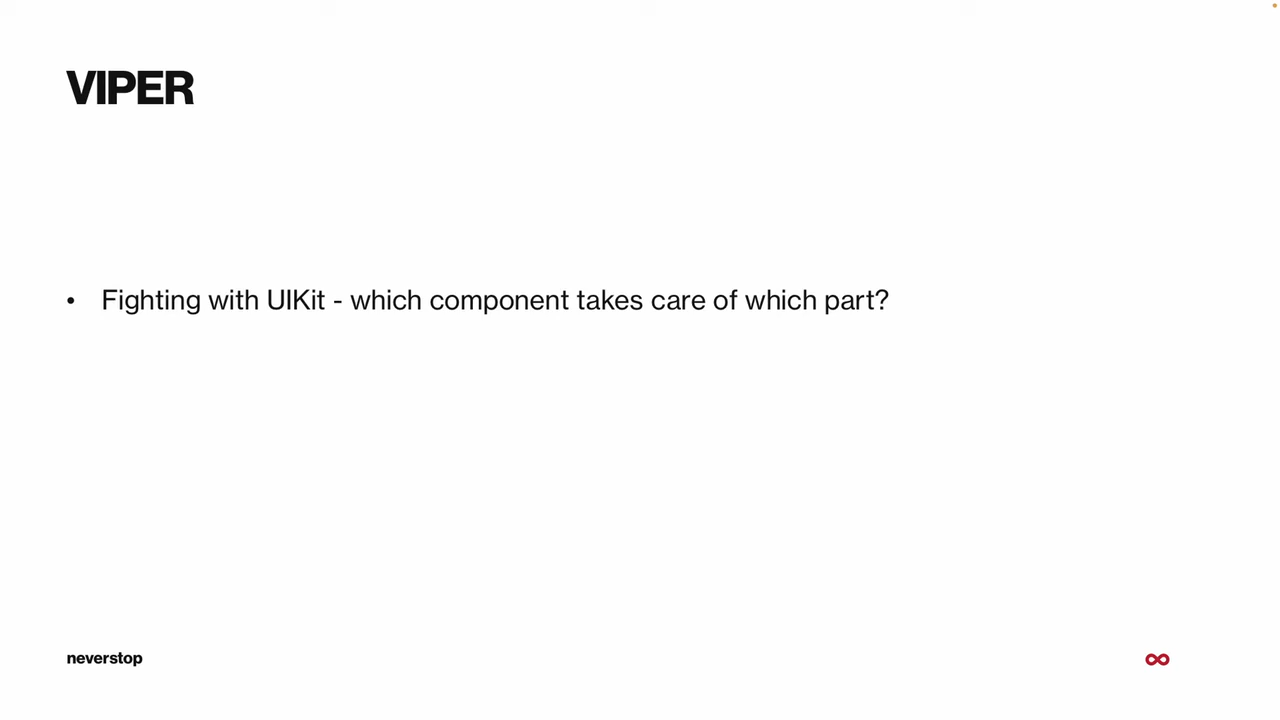 VIPER
• Fighting with UIKit - which component takes care of which part?
neverstop